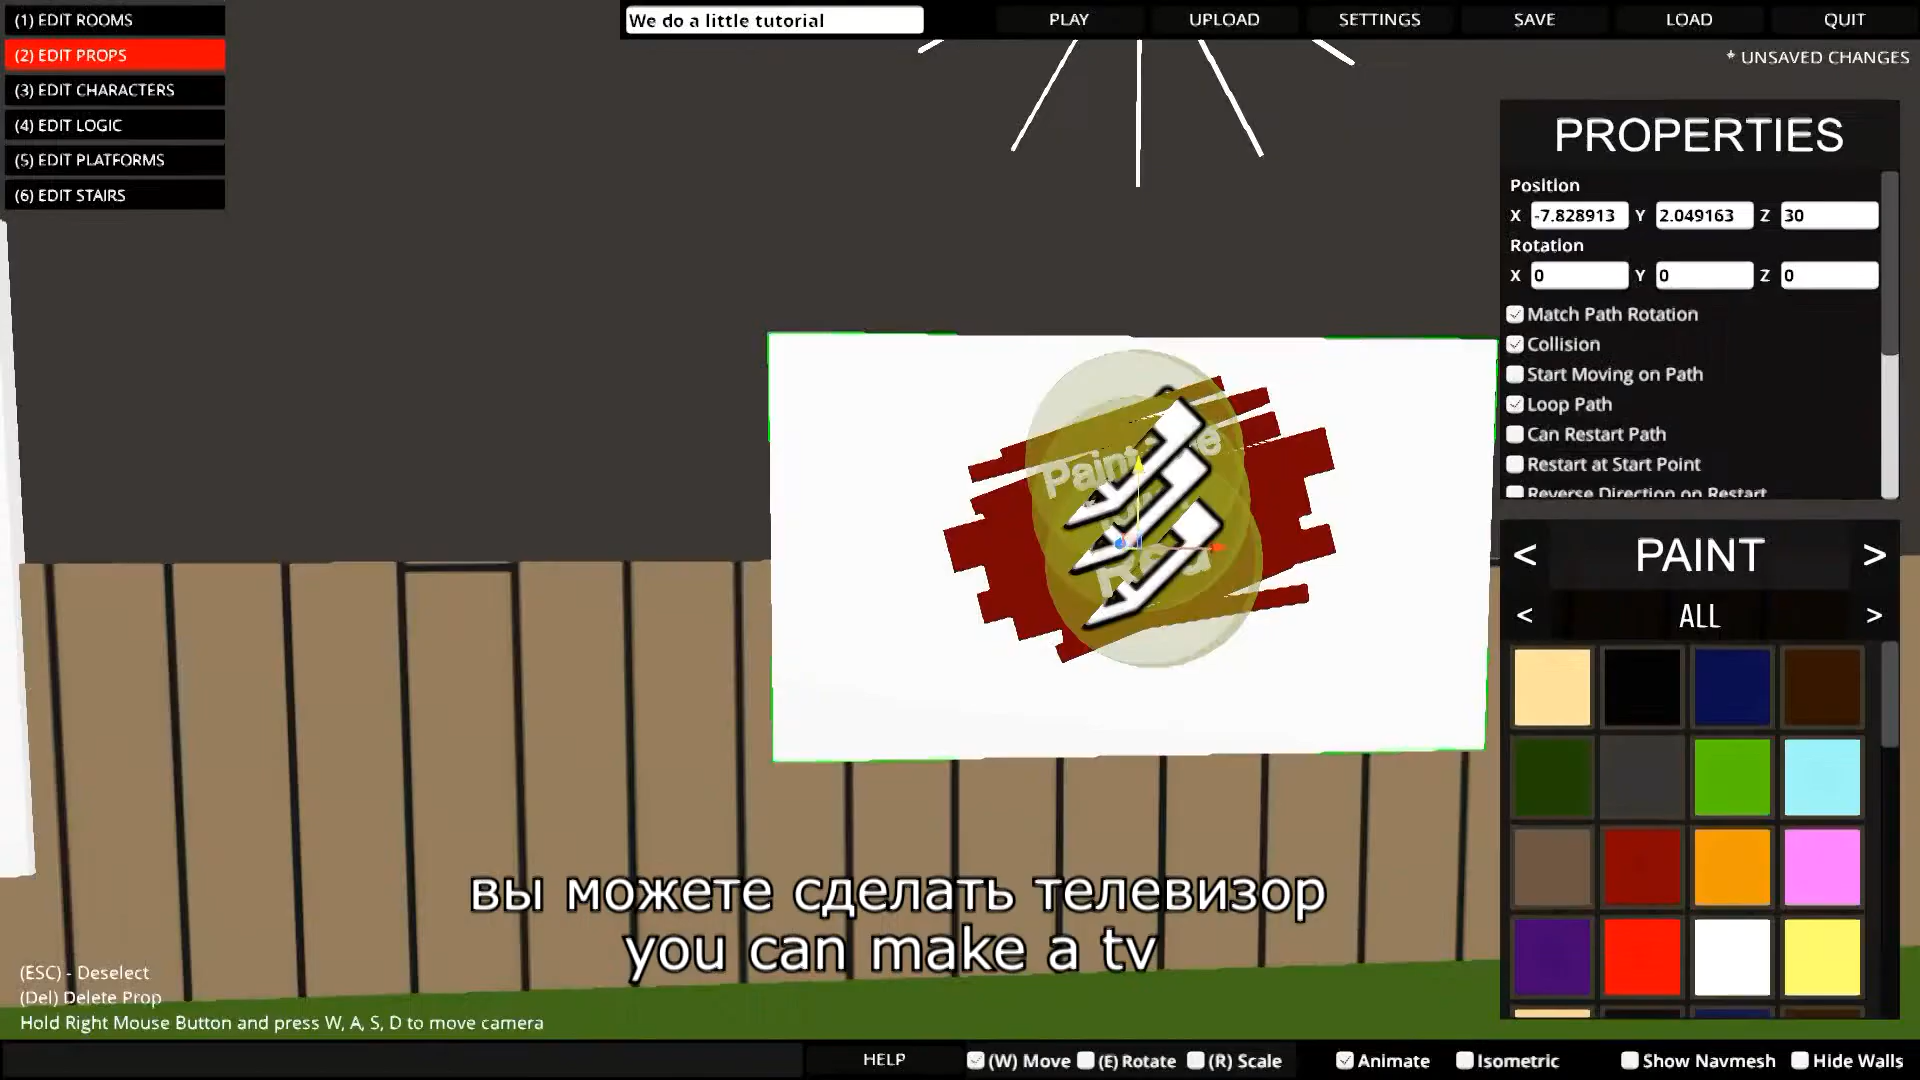 (1) EDIT ROOMS
(2) EDIT PROPS
(3) EDIT CHARACTERS
(4) EDIT LOGIC
(5) EDIT PLATFORMS
(6) EDIT STAIRS
We do a little tutorial
PLAY
UPLOAD
SETTINGS
SAVE
LOAD
QUIT
* UNSAVED CHANGES
PROPERTIES
Position
X -7.828913 Y 2.049163 Z 30
Rotation
X 0 Y 0 Z 0
Match Path Rotation
Collision
Start Moving on Path
Loop Path
Can Restart Path
Restart at Start Point
Reverse Direction on Restart
< PAINT >
< ALL >
вы можете сделать телевизор
you can make a tv
(ESC) - Deselect
(Del) Delete Prop
Hold Right Mouse Button and press W, A, S, D to move camera
HELP
(W) Move
(E) Rotate
(R) Scale
Animate
Isometric
Show Navmesh
Hide Walls